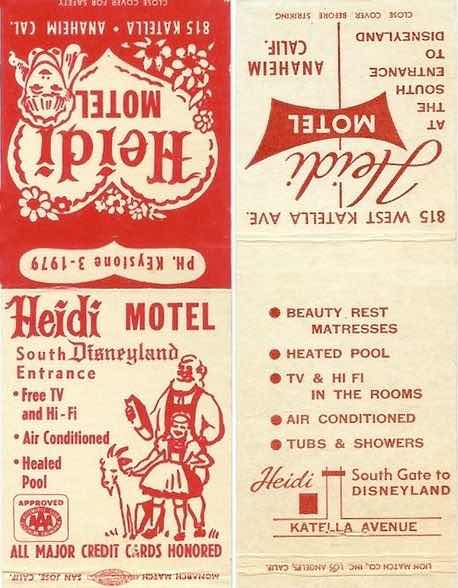 CLOSE COVER FOR SAFETY
815 KATELLA • ANAHEIM CAL.
Heidi
MOTEL
PH. KEystone 3-1979
Heidi MOTEL
South Disneyland
Entrance
• Free TV
and Hi-Fi
• Air Conditioned
• Heated
Pool
APPROVED
AAA
ALL MAJOR CREDIT CARDS HONORED
MONARCH MATCH SAN JOSE, CALIF.
CLOSE COVER BEFORE STRIKING
815 WEST KATELLA AVE.
Heidi
MOTEL
AT
THE
SOUTH
ENTRANCE
TO
DISNEYLAND
ANAHEIM
CALIF.
• BEAUTY REST
MATRESSES
• HEATED POOL
• TV & HI FI
IN THE ROOMS
• AIR CONDITIONED
• TUBS & SHOWERS
Heidi
South Gate to
DISNEYLAND
KATELLA AVENUE
LION MATCH CO., INC. LOS ANGELES, CALIF.